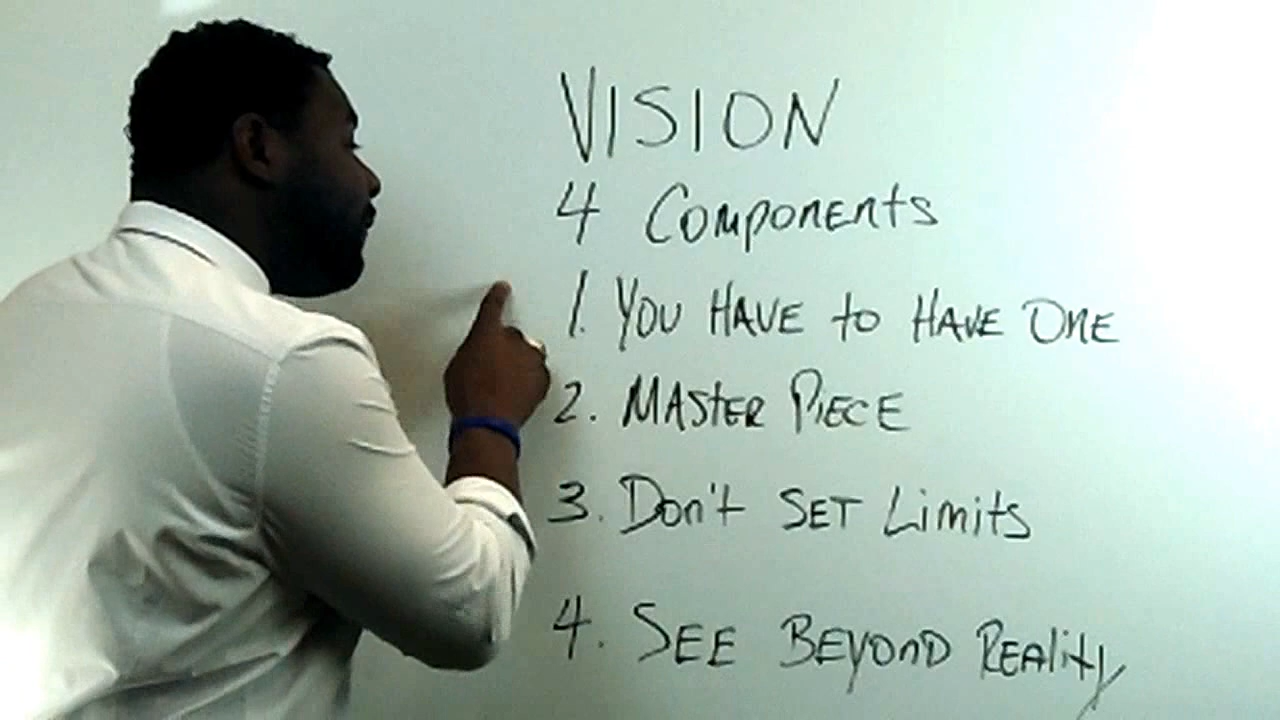 VISION
4 Components
1. You Have to Have One
2. Master Piece
3. Don't Set Limits
4. See Beyond Reality